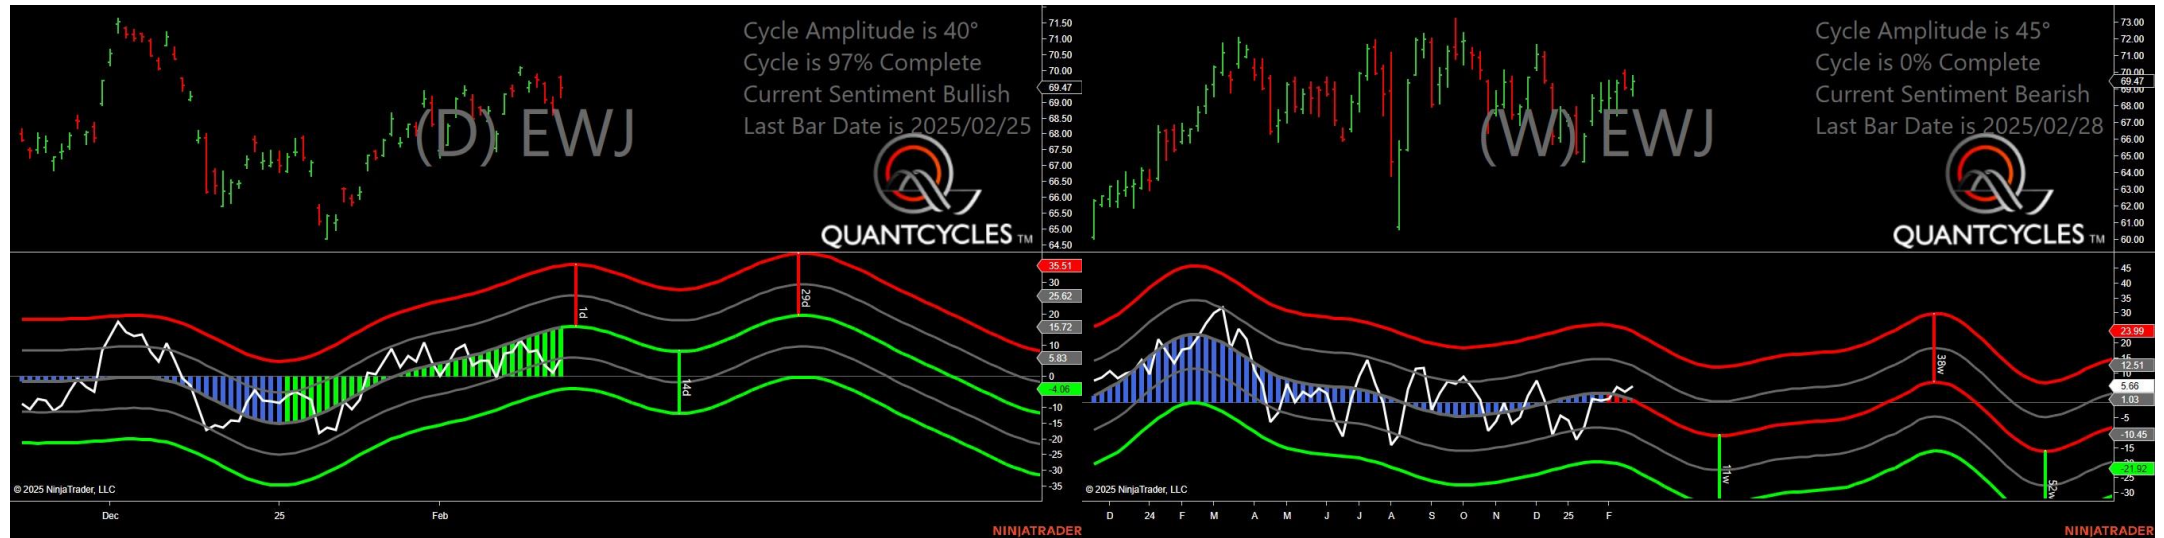 Cycle Amplitude is 40°
Cycle is 97% Complete
Current Sentiment Bullish
Last Bar Date is 2025/02/25
(D) EWJ
QUANTCYCLES TM
71.50
71.00
70.50
70.00
69.47
69.00
68.50
68.00
67.50
67.00
66.50
66.00
65.50
65.00
64.50
35.51
30
25.62
20
15.72
10
5.83
0
-4.06
-10
-15
-20
-25
-30
-35
1d
14d
29d
© 2025 NinjaTrader, LLC
Dec 25 Feb
NINJATRADER
Cycle Amplitude is 45°
Cycle is 0% Complete
Current Sentiment Bearish
Last Bar Date is 2025/02/28
(W) EWJ
QUANTCYCLES TM
73.00
72.00
71.00
70.00
69.47
69.00
68.00
67.00
66.00
65.00
64.00
63.00
62.00
61.00
60.00
45
40
35
30
23.99
20
15
12.51
10
5.66
1.03
-5
-10.45
-15
-21.92
-25
-30
11w
38w
52w
© 2025 NinjaTrader, LLC
D 24 F M A M J J A S O N D 25 F
NINJATRADER